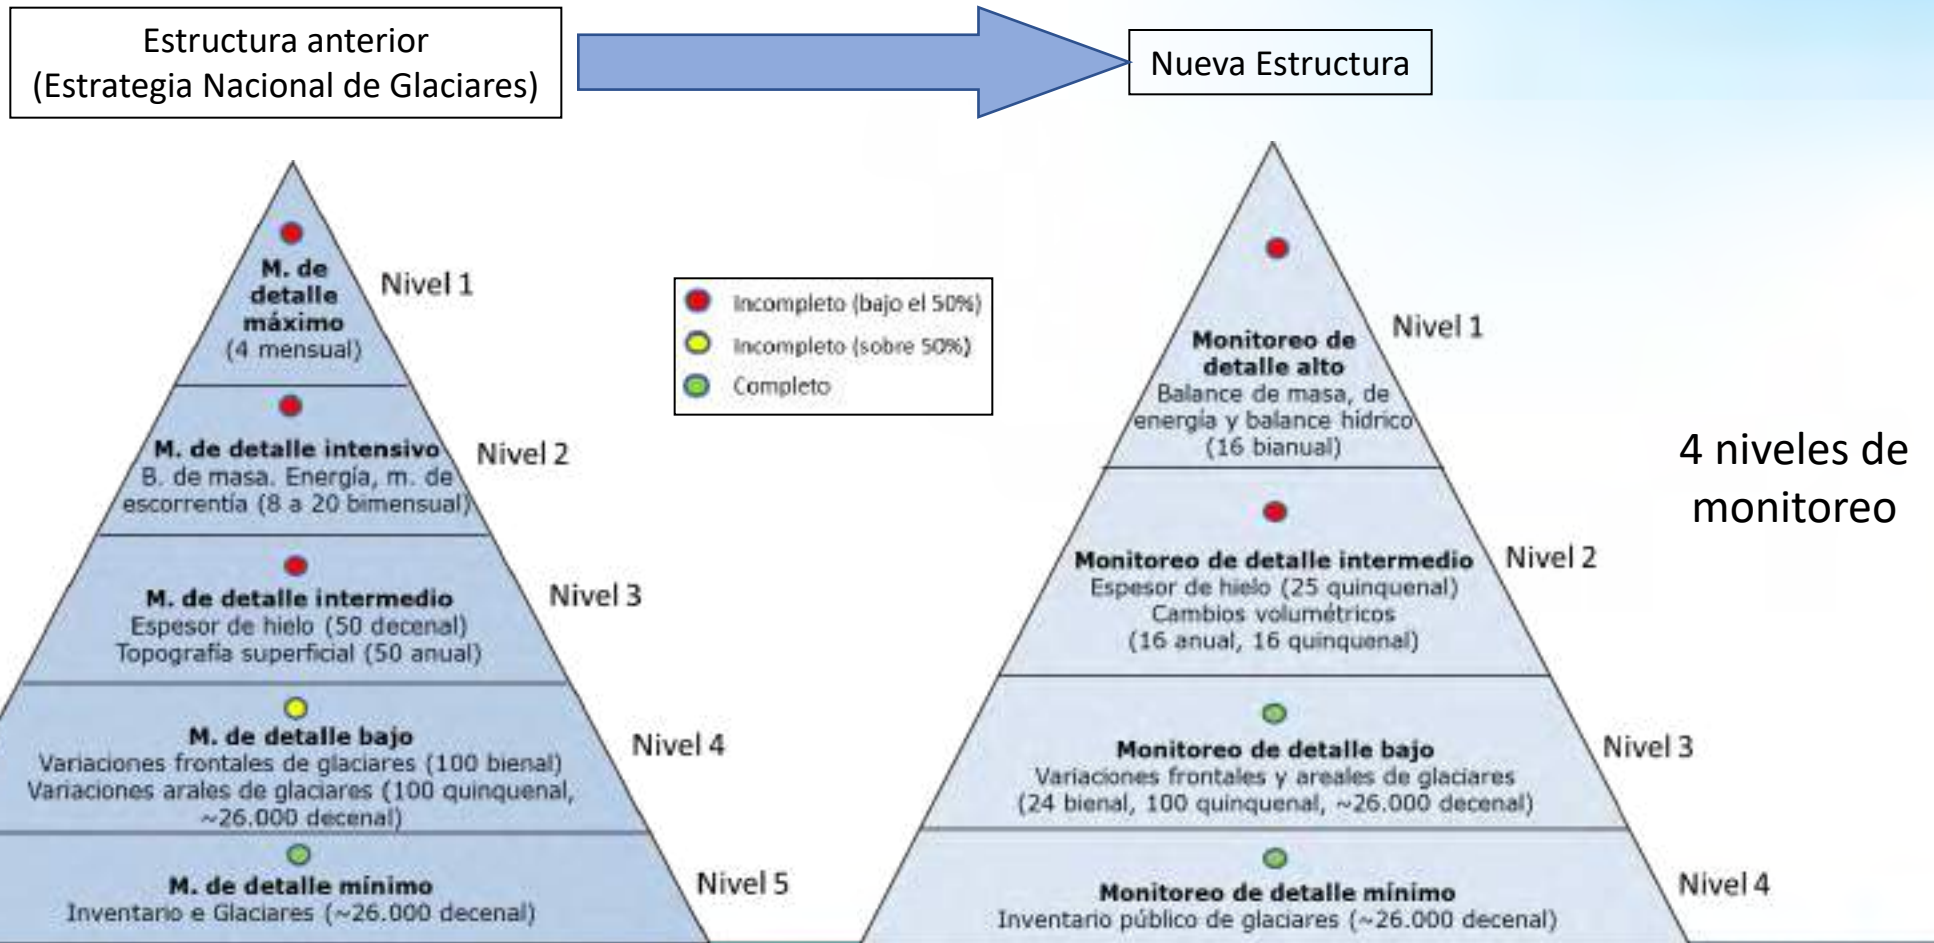 Estructura anterior
(Estrategia Nacional de Glaciares)
Nueva Estructura
M. de
detalle
máximo
(4 mensual)
Nivel 1
M. de detalle intensivo
B. de masa. Energía, m. de
escorrentía (8 a 20 bimensual)
Nivel 2
M. de detalle intermedio
Espesor de hielo (50 decenal)
Topografía superficial (50 anual)
Nivel 3
M. de detalle bajo
Variaciones frontales de glaciares (100 bienal)
Variaciones arales de glaciares (100 quinquenal,
~26.000 decenal)
Nivel 4
M. de detalle mínimo
Inventario e Glaciares (~26.000 decenal)
Nivel 5
Incompleto (bajo el 50%)
Incompleto (sobre 50%)
Completo
Monitoreo de
detalle alto
Balance de masa, de
energía y balance hídrico
(16 bianual)
Nivel 1
Monitoreo de detalle intermedio
Espesor de hielo (25 quinquenal)
Cambios volumétricos
(16 anual, 16 quinquenal)
Nivel 2
Monitoreo de detalle bajo
Variaciones frontales y areales de glaciares
(24 bienal, 100 quinquenal, ~26.000 decenal)
Nivel 3
Monitoreo de detalle mínimo
Inventario público de glaciares (~26.000 decenal)
Nivel 4
4 niveles de
monitoreo